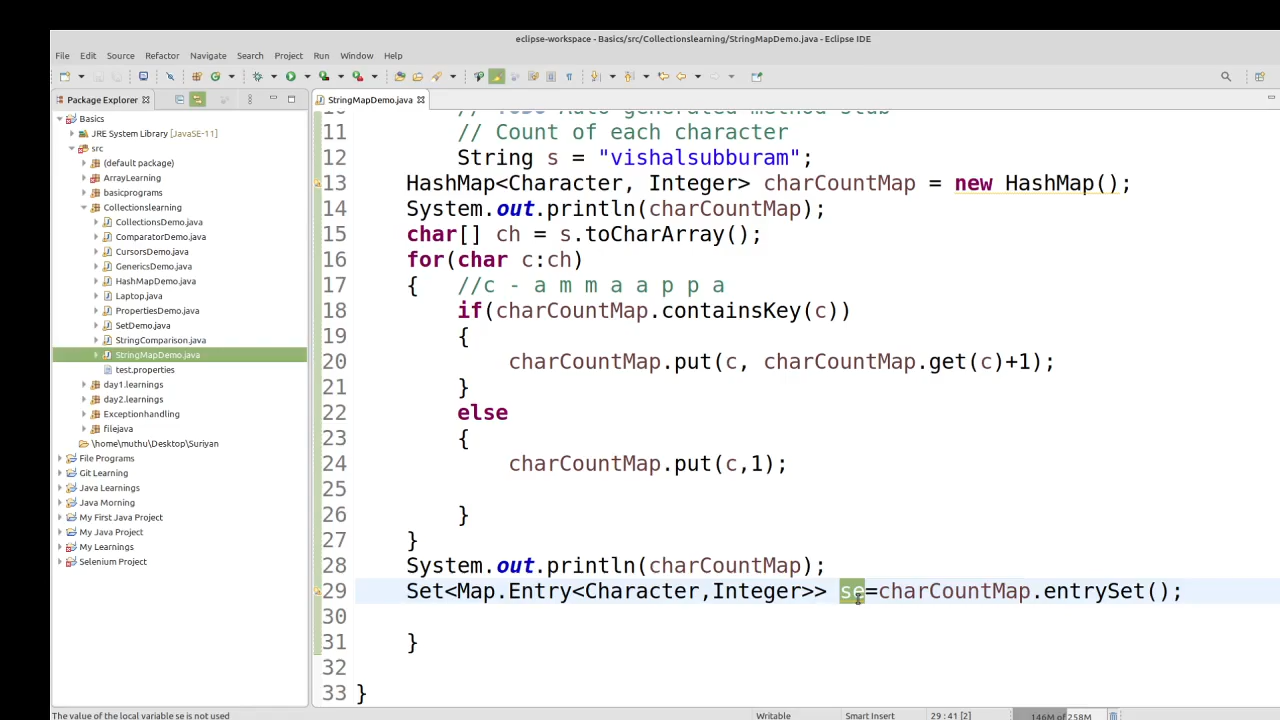 eclipse-workspace - Basics/src/Collectionslearning/StringMapDemo.java - Eclipse IDE
File Edit Source Refactor Navigate Search Project Run Window Help
Package Explorer
StringMapDemo.java
Basics
JRE System Library [JavaSE-11]
src
(default package)
ArrayLearning
basicprograms
Collectionslearning
CollectionsDemo.java
ComparatorDemo.java
CursorsDemo.java
GenericsDemo.java
HashMapDemo.java
Laptop.java
PropertiesDemo.java
SetDemo.java
StringComparison.java
StringMapDemo.java
test.properties
day1.learnings
day2.learnings
Exceptionhandling
filejava
\home\muthu\Desktop\Suriyan
File Programs
Git Learning
Java Learnings
Java Morning
My First Java Project
My Java Project
My Learnings
Selenium Project
10 // TODO Auto-generated method stub
11 // Count of each character
12 String s = "vishalsubburam";
13 HashMap<Character, Integer> charCountMap = new HashMap();
14 System.out.println(charCountMap);
15 char[] ch = s.toCharArray();
16 for(char c:ch)
17 { //c - a m m a a p p a
18 if(charCountMap.containsKey(c))
19 {
20 charCountMap.put(c, charCountMap.get(c)+1);
21 }
22 else
23 {
24 charCountMap.put(c,1);
25
26 }
27 }
28 System.out.println(charCountMap);
29 Set<Map.Entry<Character,Integer>> se=charCountMap.entrySet();
30
31 }
32
33 }
The value of the local variable se is not used
Writable
Smart Insert
29 : 41 [2]
146M of 258M